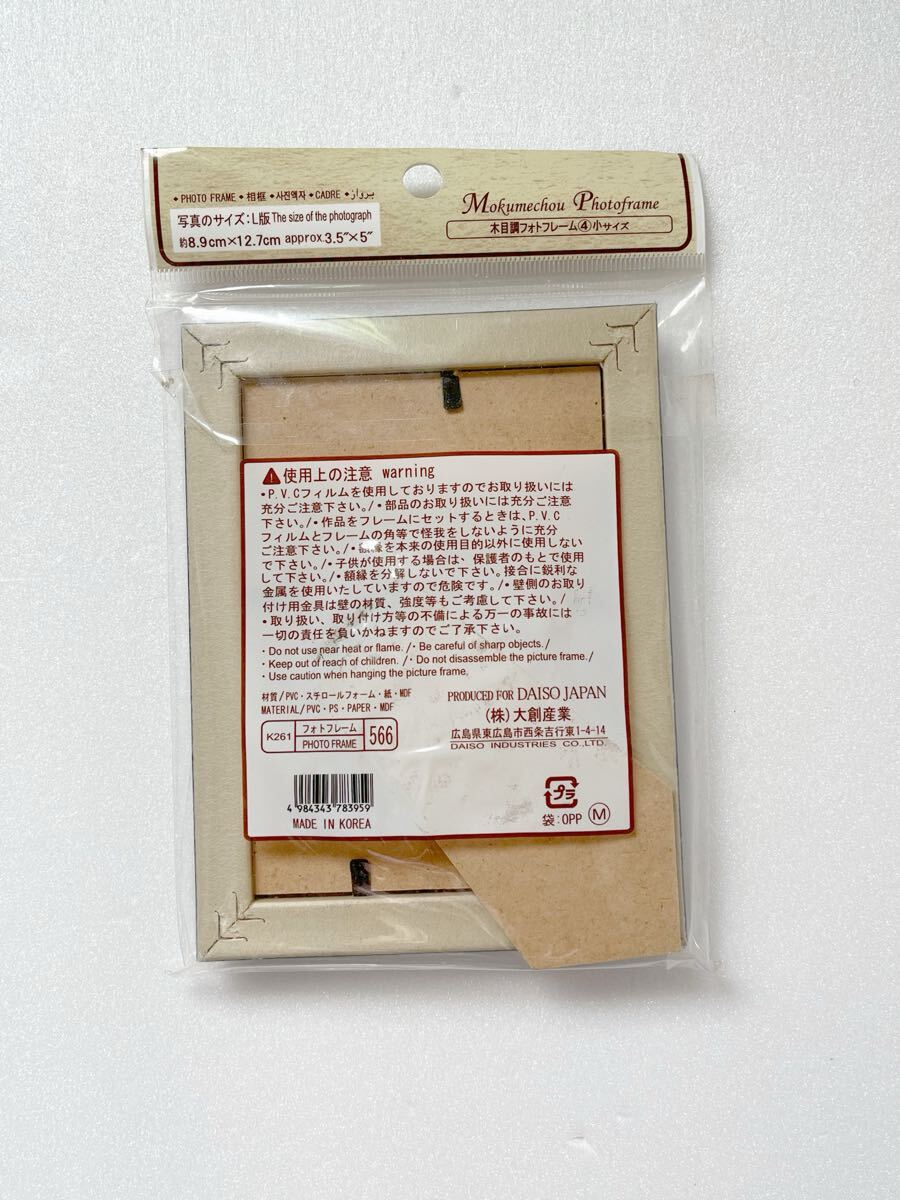 ◆PHOTO FRAME ◆相框 ◆사진액자 ◆CADRE ◆برواز
写真のサイズ:L版 The size of the photograph
約8.9cm×12.7cm approx.3.5"×5"
Mokumechou Photoframe
木目調フォトフレーム④小サイズ
使用上の注意 warning
・P.V.Cフィルムを使用しておりますのでお取り扱いには
充分ご注意下さい。/・部品のお取り扱いには充分ご注意
下さい。/・作品をフレームにセットするときは、P.V.C
フィルムとフレームの角等で怪我をしないように充分
ご注意下さい。/・額縁を本来の使用目的以外に使用しない
で下さい。/・子供が使用する場合は、保護者のもとで使用
して下さい。/・額縁を分解しないで下さい。接合に鋭利な
金属を使用いたしていますので危険です。/・壁側のお取り
付け用金具は壁の材質、強度等もご考慮して下さい。/
・取り扱い、取り付け方等の不備による万一の事故には
一切の責任を負いかねますのでご了承下さい。
・Do not use near heat or flame./・Be careful of sharp objects./
・Keep out of reach of children. /・Do not disassemble the picture frame./
・Use caution when hanging the picture frame.
材質/PVC・スチロールフォーム・紙・MDF
MATERIAL/PVC・PS・PAPER・MDF
K261 フォトフレーム PHOTO FRAME 566
PRODUCED FOR DAISO JAPAN
(株)大創産業
広島県東広島市西条吉行東1-4-14
DAISO INDUSTRIES CO.,LTD.
4 984343 783959
MADE IN KOREA
プラ
袋:OPP M